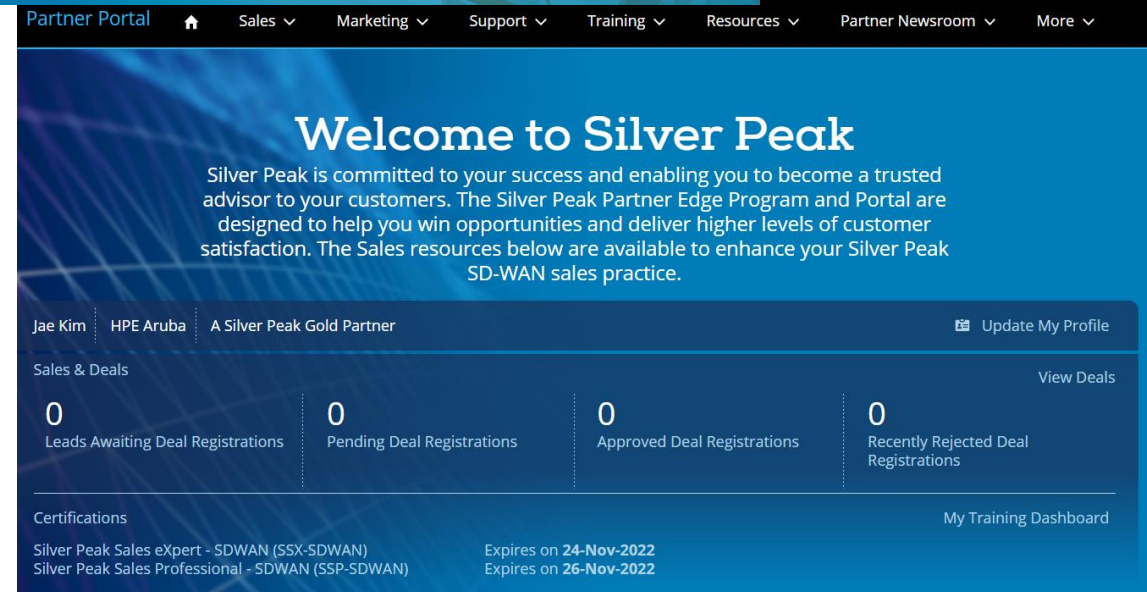 Partner Portal Sales Marketing Support Training Resources Partner Newsroom More
Welcome to Silver Peak
Silver Peak is committed to your success and enabling you to become a trusted
advisor to your customers. The Silver Peak Partner Edge Program and Portal are
designed to help you win opportunities and deliver higher levels of customer
satisfaction. The Sales resources below are available to enhance your Silver Peak
SD-WAN sales practice.
Jae Kim HPE Aruba A Silver Peak Gold Partner Update My Profile
Sales & Deals View Deals
0 0 0 0
Leads Awaiting Deal Registrations Pending Deal Registrations Approved Deal Registrations Recently Rejected Deal
Registrations
Certifications My Training Dashboard
Silver Peak Sales eXpert - SDWAN (SSX-SDWAN) Expires on 24-Nov-2022
Silver Peak Sales Professional - SDWAN (SSP-SDWAN) Expires on 26-Nov-2022